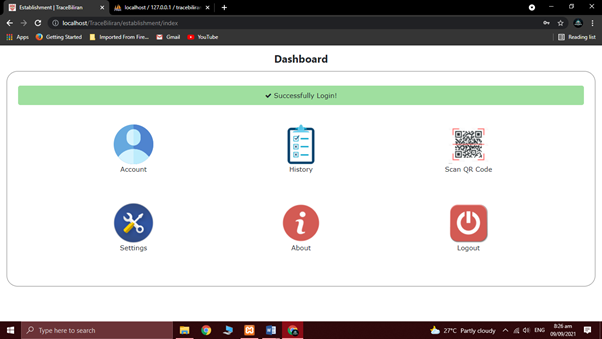 Establishment | TraceBiliran
localhost / 127.0.0.1 / tracebilira
localhost/TraceBiliran/establishment/index
Apps Getting Started Imported From Fire... Gmail YouTube Reading list
Dashboard
✔ Successfully Login!
Account History Scan QR Code
Settings About Logout
Type here to search
27°C Partly cloudy ENG
8:26 am
09/09/2021